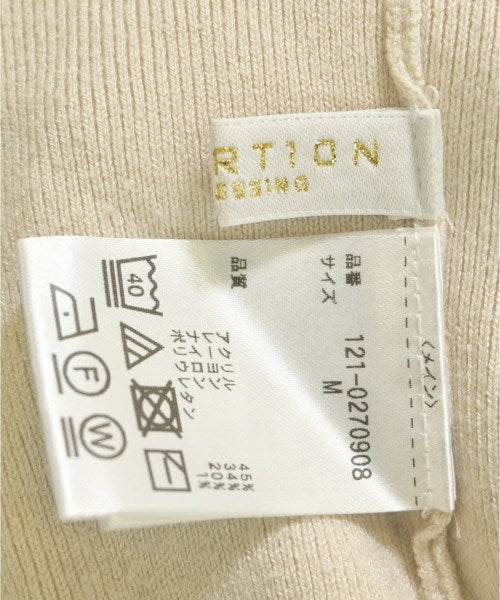 RTION
SSING
〈メイン〉
品番 121-0270908
サイズ M
品質
アクリル 45%
レーヨン 34%
ナイロン 20%
ポリウレタン 1%
40
F
W